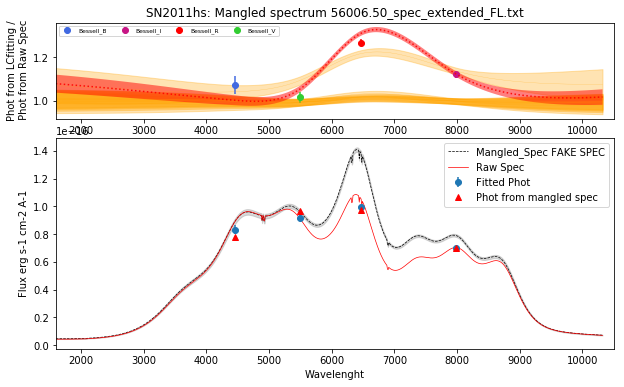 SN2011hs: Mangled spectrum 56006.50_spec_extended_FL.txt
Phot from LCfitting /
Phot from Raw Spec
Bessell_B Bessell_I Bessell_R Bessell_V
1.2
1.0
2000 3000 4000 5000 6000 7000 8000 9000 10000
1e−16
Flux erg s-1 cm-2 A-1
1.4
1.2
1.0
0.8
0.6
0.4
0.2
0.0
Mangled_Spec FAKE SPEC
Raw Spec
Fitted Phot
Phot from mangled spec
2000 3000 4000 5000 6000 7000 8000 9000 10000
Wavelenght